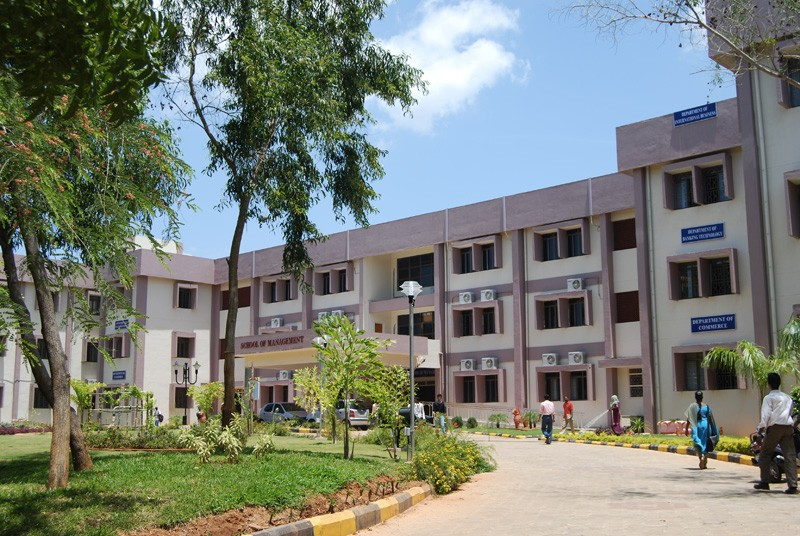 DEPARTMENT OF
INTERNATIONAL BUSINESS
DEPARTMENT OF
BANKING TECHNOLOGY
DEPARTMENT OF
COMMERCE
SCHOOL OF MANAGEMENT